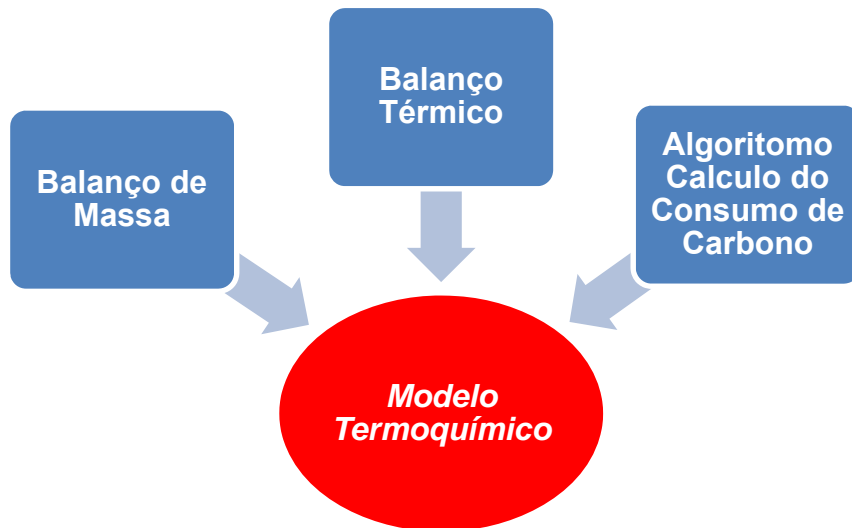 Balanço
Térmico
Balanço de
Massa
Algoritomo
Calculo do
Consumo de
Carbono
Modelo
Termoquímico